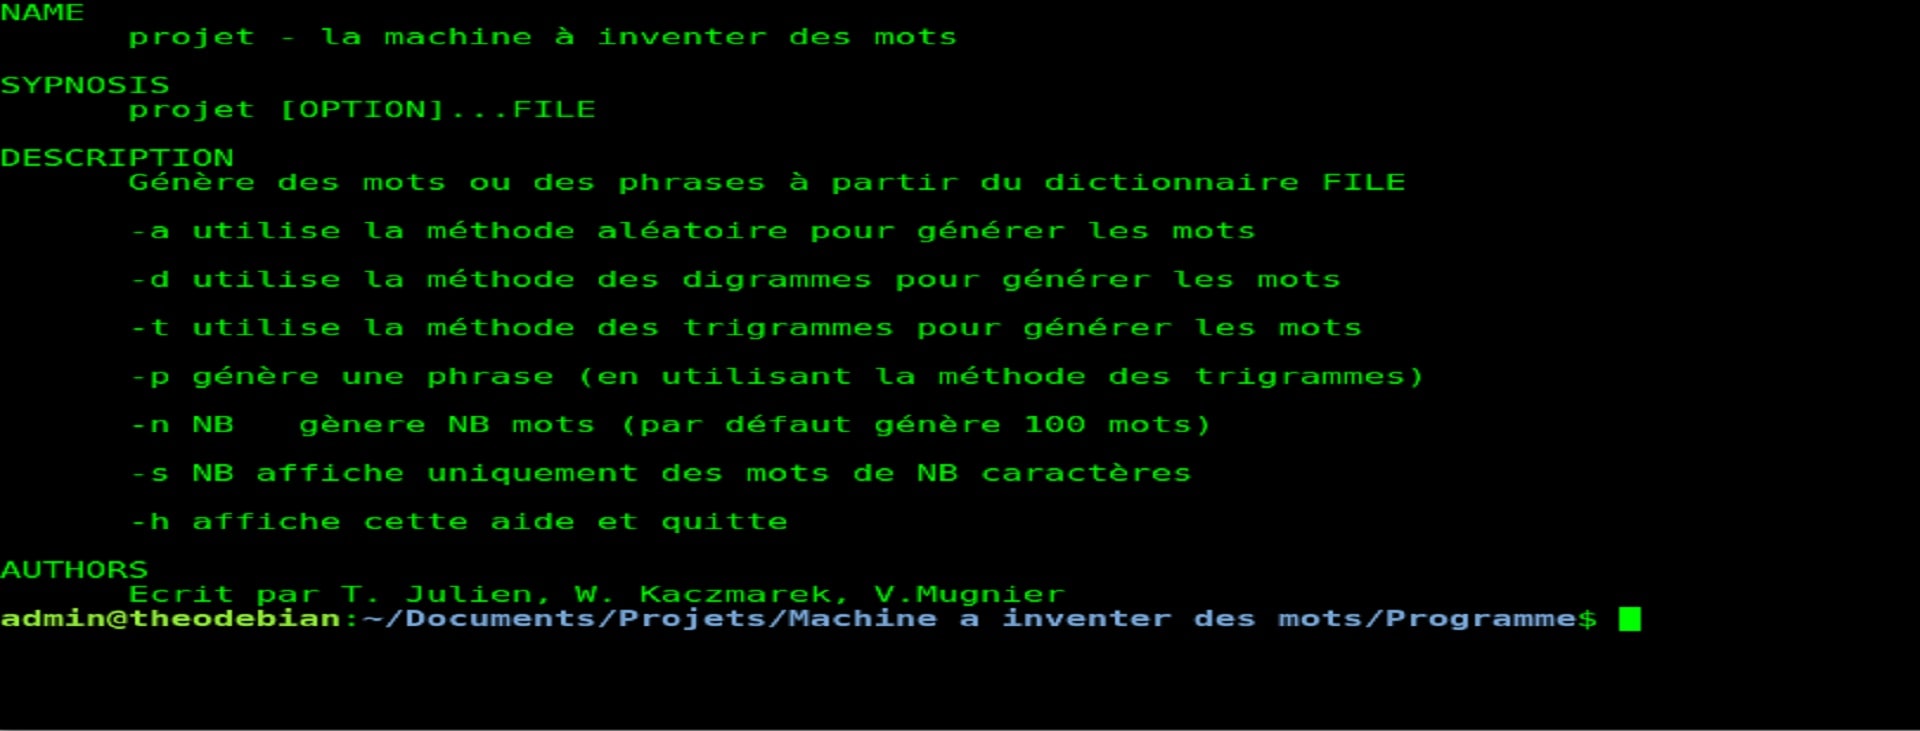 NAME
projet - la machine à inventer des mots
SYPNOSIS
projet [OPTION]...FILE
DESCRIPTION
Génère des mots ou des phrases à partir du dictionnaire FILE
-a utilise la méthode aléatoire pour générer les mots
-d utilise la méthode des digrammes pour générer les mots
-t utilise la méthode des trigrammes pour générer les mots
-p génère une phrase (en utilisant la méthode des trigrammes)
-n NB   gènere NB mots (par défaut génère 100 mots)
-s NB affiche uniquement des mots de NB caractères
-h affiche cette aide et quitte
AUTHORS
Ecrit par T. Julien, W. Kaczmarek, V.Mugnier
admin@theodebian:~/Documents/Projets/Machine a inventer des mots/Programme$